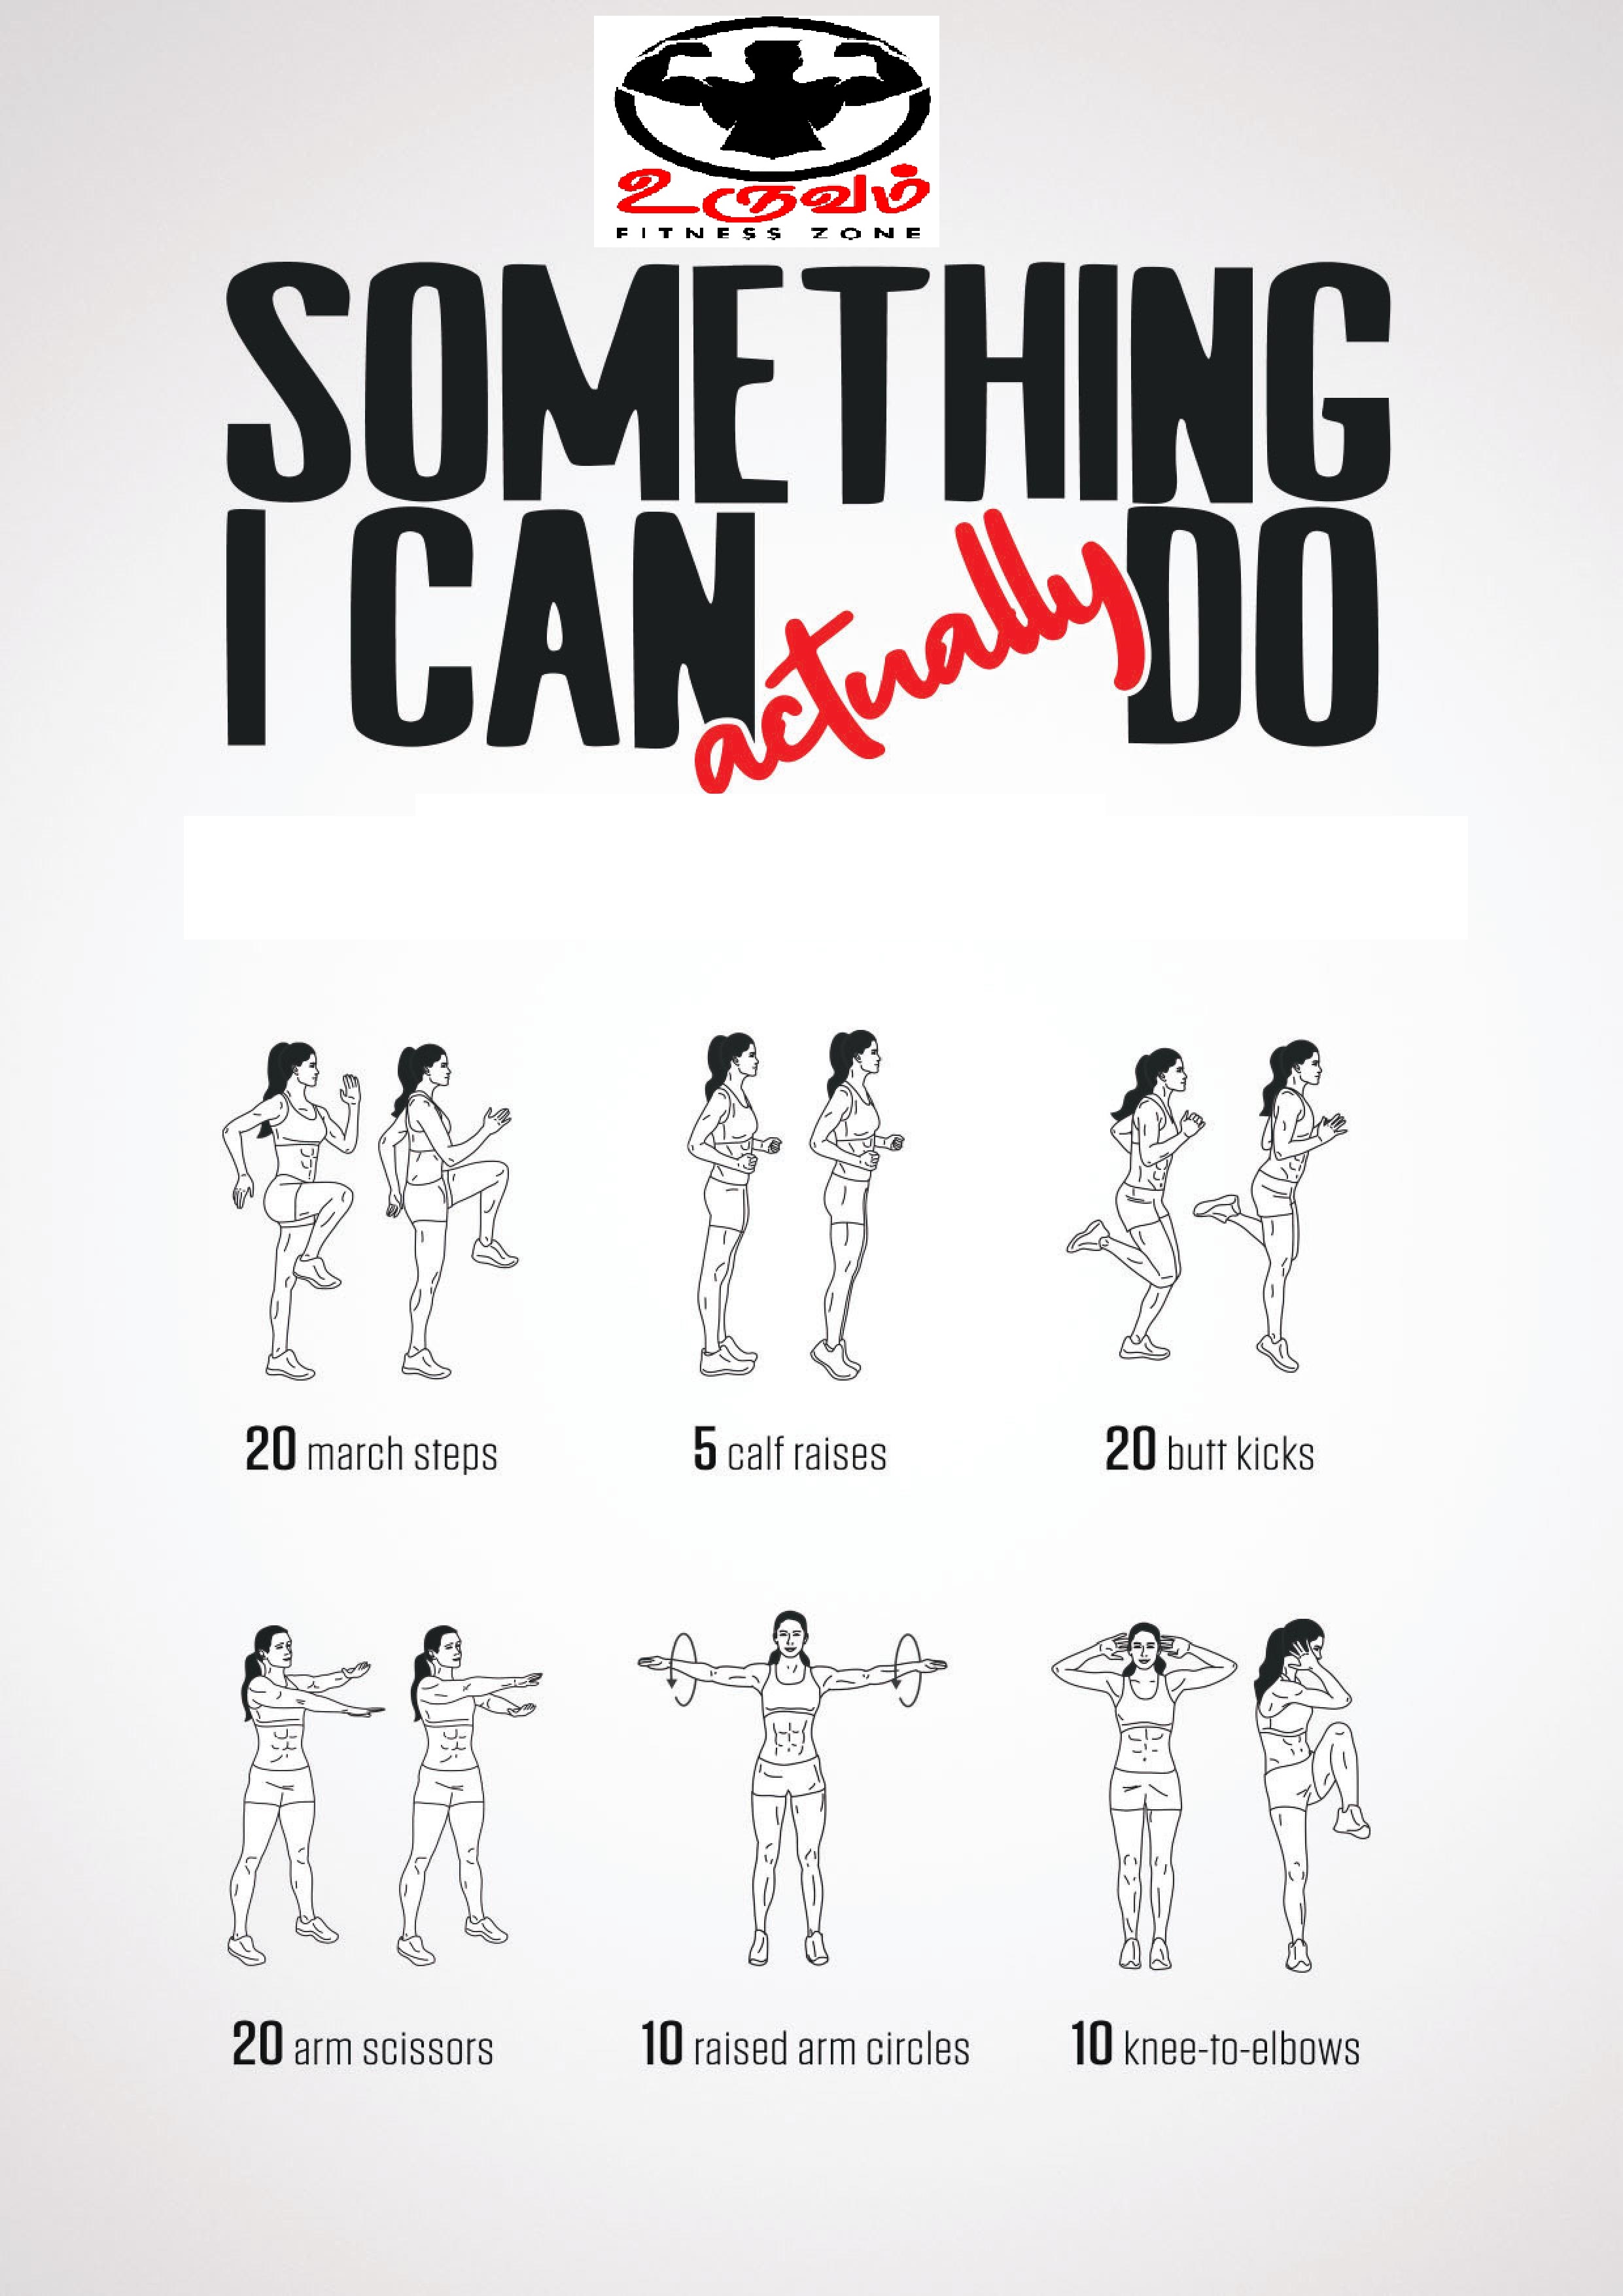 உருவம்
FITNESS ZONE
SOMETHING
I CAN actually DO
20 march steps
5 calf raises
20 butt kicks
20 arm scissors
10 raised arm circles
10 knee-to-elbows